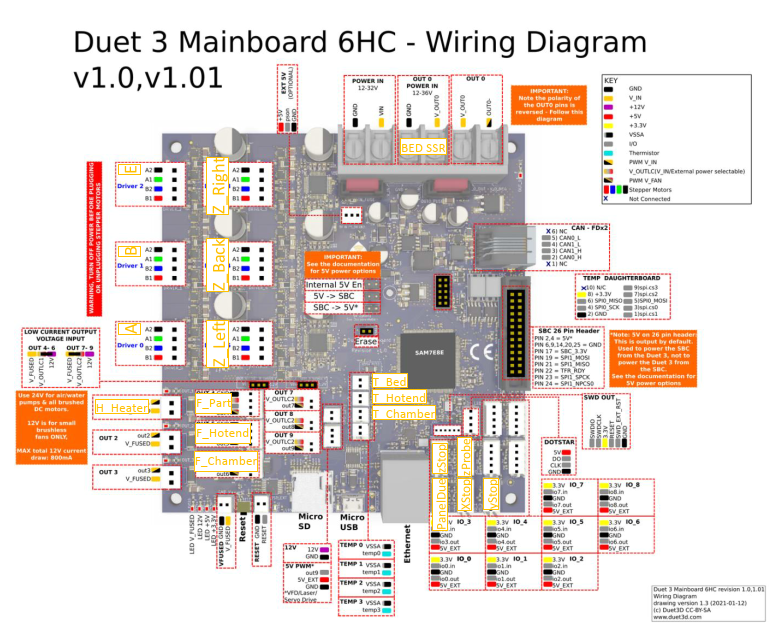 Duet 3 Mainboard 6HC - Wiring Diagram
v1.0,v1.01
EXT 5V
(OPTIONAL)
+5V
pson
GND
POWER IN
12-32V
GND
VIN
OUT 0
POWER IN
12-36V
GND
V_OUT0
OUT 0
V_OUT0
OUT0-
BED SSR
IMPORTANT:
Note the polarity of
the OUT0 pins is
reversed - Follow this
diagram
KEY
GND
V_IN
+12V
+5V
+3.3V
VSSA
I/O
Thermistor
PWM V_IN
V_OUTLC(V_IN/External power selectable)
PWM V_FAN
Stepper Motors
X Not Connected
WARNING, TURN OFF POWER BEFORE PLUGGING
OR UNPLUGGING STEPPER MOTORS
E
Driver 2
A2
A1
B2
B1
Z_Right
A2
A1
B2
B1
B
Driver 1
A2
A1
B2
B1
Z_Back
A2
A1
B2
B1
A
Driver 0
A2
A1
B2
B1
Z_Left
A2
A1
B2
B1
CAN - FDx2
X 6) NC
5) CAN0_L
4) CAN1_L
3) CAN1_H
2) CAN0_H
X 1) NC
IMPORTANT:
See the documentation
for 5V power options
Internal 5V En
5V -> SBC
SBC -> 5V*
Erase
SAM78E
TEMP DAUGHTERBOARD
X10) N/C
8) +3.3V
6) SPI0_MISO
4) SPI0_SCK
2) GND
9)spi.cs3
7)spi.cs2
5)SPI0_MOSI
3)spi.cs0
1)spi.cs1
SBC 26 Pin Header
PIN 2,4 = 5V*
PIN 6,9,14,20,25 = GND
PIN 17 = SBC_3.3V
PIN 19 = SPI1_MOSI
PIN 21 = SPI1_MISO
PIN 22 = TFR_RDY
PIN 23 = SPI1_SPCK
PIN 24 = SPI1_NPCS0
*Note: 5V on 26 pin header:
This is output by default.
Used to power the SBC
from the Duet 3, not to
power the Duet 3 from
the SBC.
See the documentation for
5V power options
LOW CURRENT OUTPUT
VOLTAGE INPUT
OUT 4- 6
OUT 7- 9
V_FUSED
V_OUTLC1
12V
V_FUSED
V_OUTLC2
12V
Use 24V for air/water
pumps & all brushed
DC motors.
12V is for small
brushless
fans ONLY,
MAX total 12V current
draw: 800mA
H_Heater
OUT 2
out2
V_FUSED
OUT 3
out3
V_FUSED
F_Part
F_Hotend
F_Chamber
OUT 7
V_OUTLC2
out7
OUT 8
V_OUTLC2
out8
OUT 9
V_OUTLC2
out9
T_Bed
T_Hotend
T_Chamber
PanelDue
XStop
ZProbe
YStop
SWD OUT
SWDIO
SWDCLK
3.3V
RESET
SWD_EXT_RST
GND
DOTSTAR
5V
DO
CLK
GND
IO_7
3.3V
io7.in
GND
io7.out
5V_EXT
IO_8
3.3V
io8.in
GND
io8.out
5V_EXT
IO_3
GND
io3.out
5V_EXT
IO_4
GND
io4.out
5V_EXT
IO_5
3.3V
io5.in
GND
io5.out
5V_EXT
IO_6
3.3V
io6.in
GND
io6.out
5V_EXT
IO_0
3.3V
io0.in
GND
io0.out
5V_EXT
IO_1
3.3V
io1.in
GND
io1.out
5V_EXT
IO_2
3.3V
io2.in
GND
io2.out
5V_EXT
LED V_FUSED
LED 12V
LED +5V
LED +3.3V
VFUSED
GND
V_FUSED
Reset
RESET
GND
RESET
Micro
SD
Micro
USB
Ethernet
12V
12V
GND
5V PWM*
out9
5V_EXT
GND
*VFD/Laser/
Servo Drive
TEMP 0
VSSA
temp0
TEMP 1
VSSA
temp1
TEMP 2
VSSA
temp2
TEMP 3
VSSA
temp3
Duet 3 Mainboard 6HC revision 1.0,1.01
Wiring Diagram
drawing version 1.3 (2021-01-12)
(c) Duet3D CC-BY-SA
www.duet3d.com